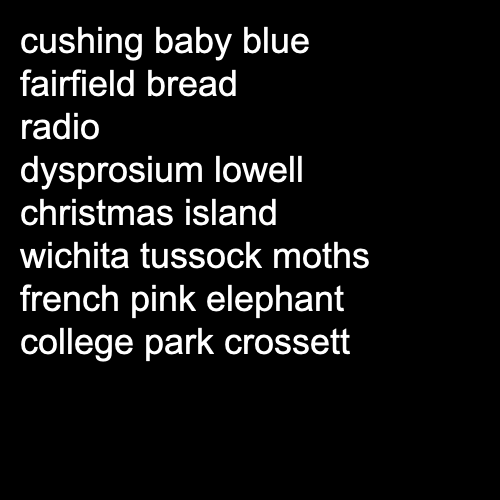 cushing baby blue
fairfield bread
radio
dysprosium lowell
christmas island
wichita tussock moths
french pink elephant
college park crossett